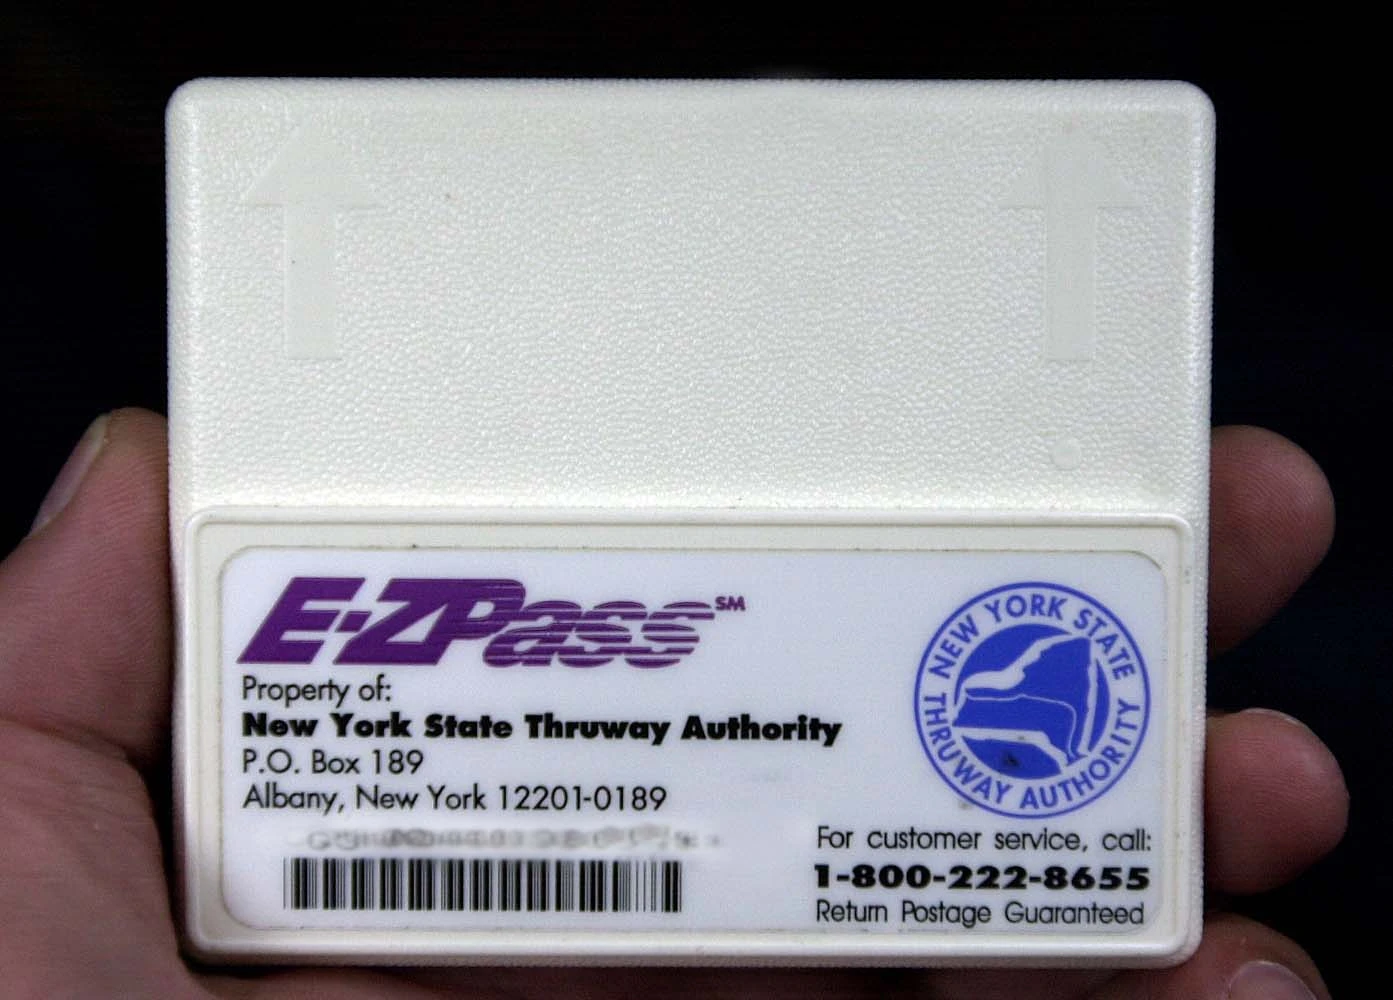 E-ZPass SM
Property of:
New York State Thruway Authority
P.O. Box 189
Albany, New York 12201-0189
NEW YORK STATE
THRUWAY AUTHORITY
For customer service, call:
1-800-222-8655
Return Postage Guaranteed